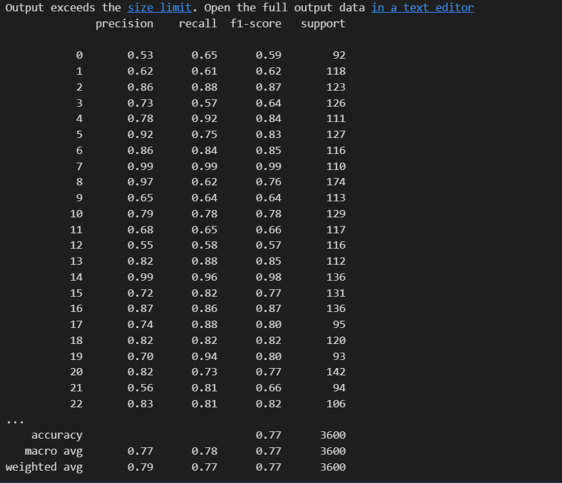 Output exceeds the size limit. Open the full output data in a text editor
precision recall f1-score support
0 0.53 0.65 0.59 92
1 0.62 0.61 0.62 118
2 0.86 0.88 0.87 123
3 0.73 0.57 0.64 126
4 0.78 0.92 0.84 111
5 0.92 0.75 0.83 127
6 0.86 0.84 0.85 116
7 0.99 0.99 0.99 110
8 0.97 0.62 0.76 174
9 0.65 0.64 0.64 113
10 0.79 0.78 0.78 129
11 0.68 0.65 0.66 117
12 0.55 0.58 0.57 116
13 0.82 0.88 0.85 112
14 0.99 0.96 0.98 136
15 0.72 0.82 0.77 131
16 0.87 0.86 0.87 136
17 0.74 0.88 0.80 95
18 0.82 0.82 0.82 120
19 0.70 0.94 0.80 93
20 0.82 0.73 0.77 142
21 0.56 0.81 0.66 94
22 0.83 0.81 0.82 106
...
accuracy 0.77 3600
macro avg 0.77 0.78 0.77 3600
weighted avg 0.79 0.77 0.77 3600